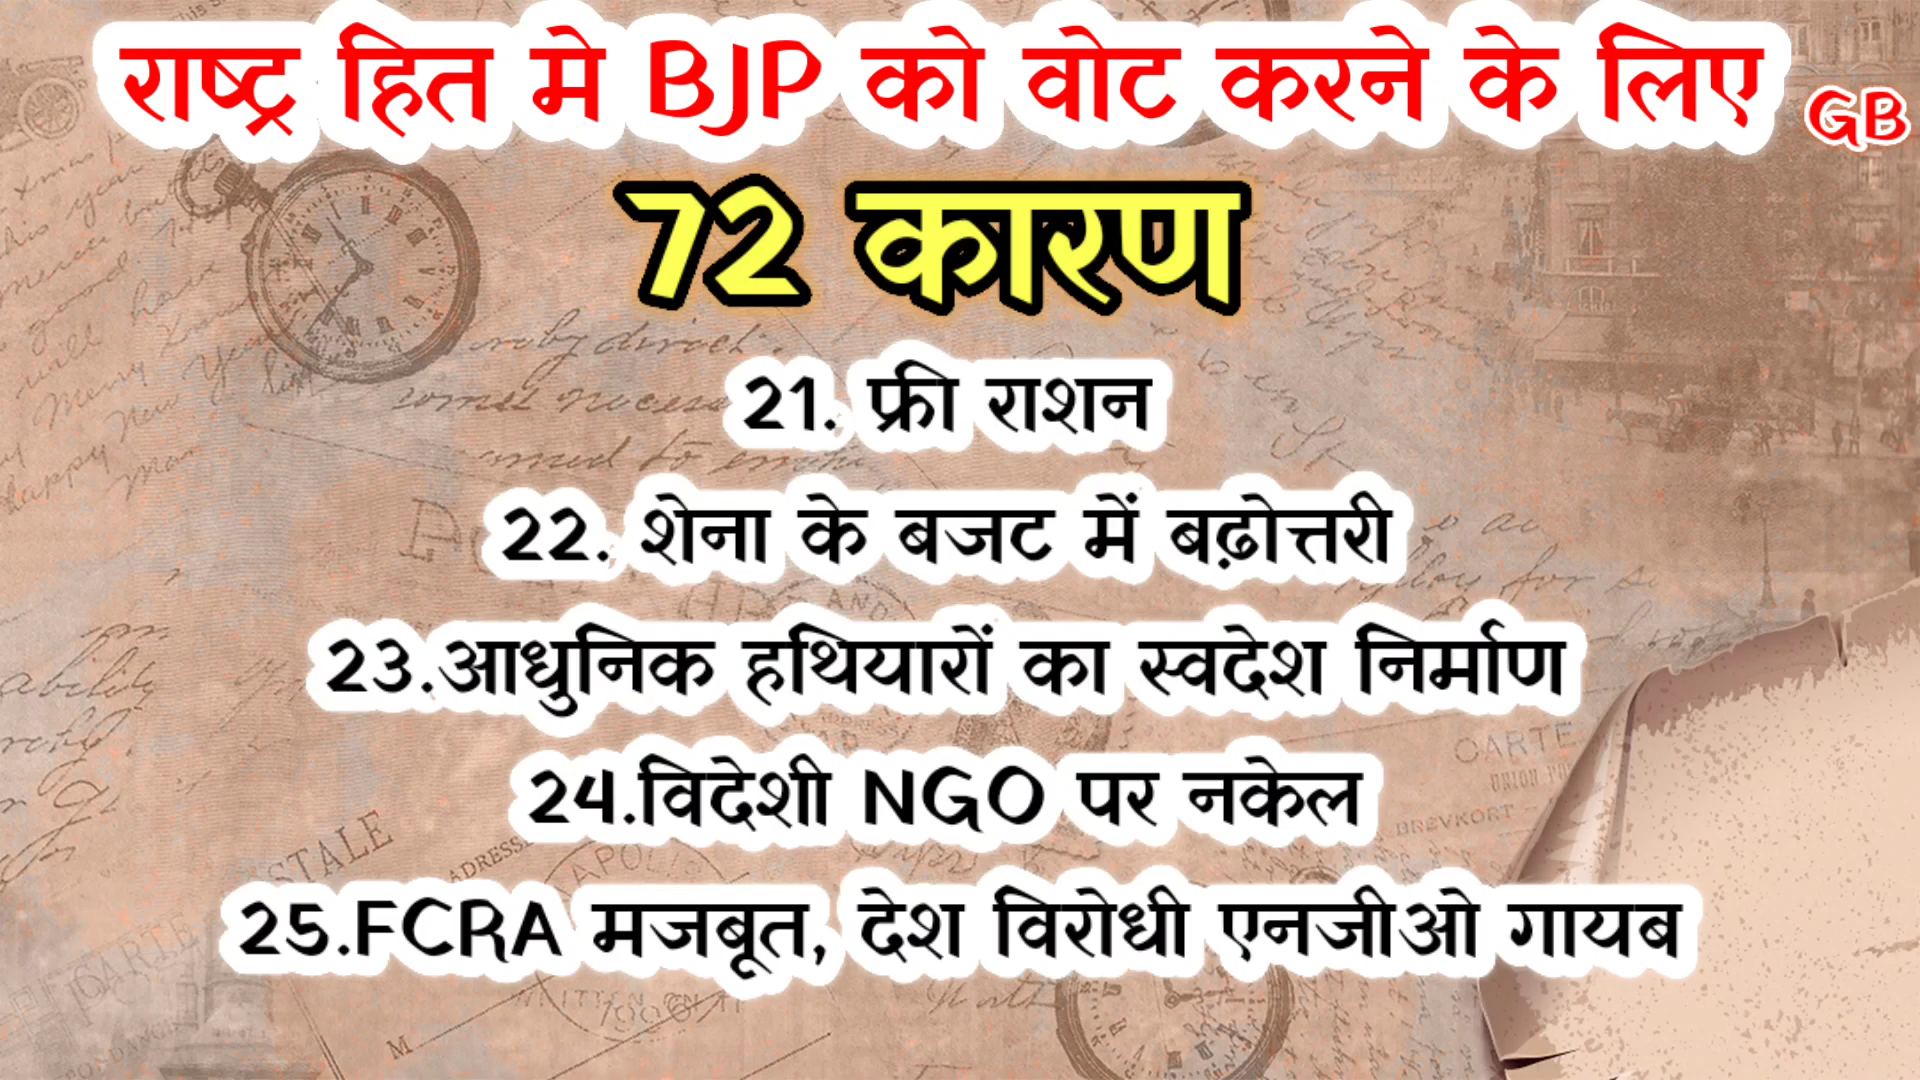 राष्ट्र हित मे BJP को वोट करने के लिए
GB
72 कारण
21. फ्री राशन
22. शेना के बजट में बढ़ोत्तरी
23.आधुनिक हथियारों का स्वदेश निर्माण
24.विदेशी NGO पर नकेल
25.FCRA मजबूत, देश विरोधी एनजीओ गायब